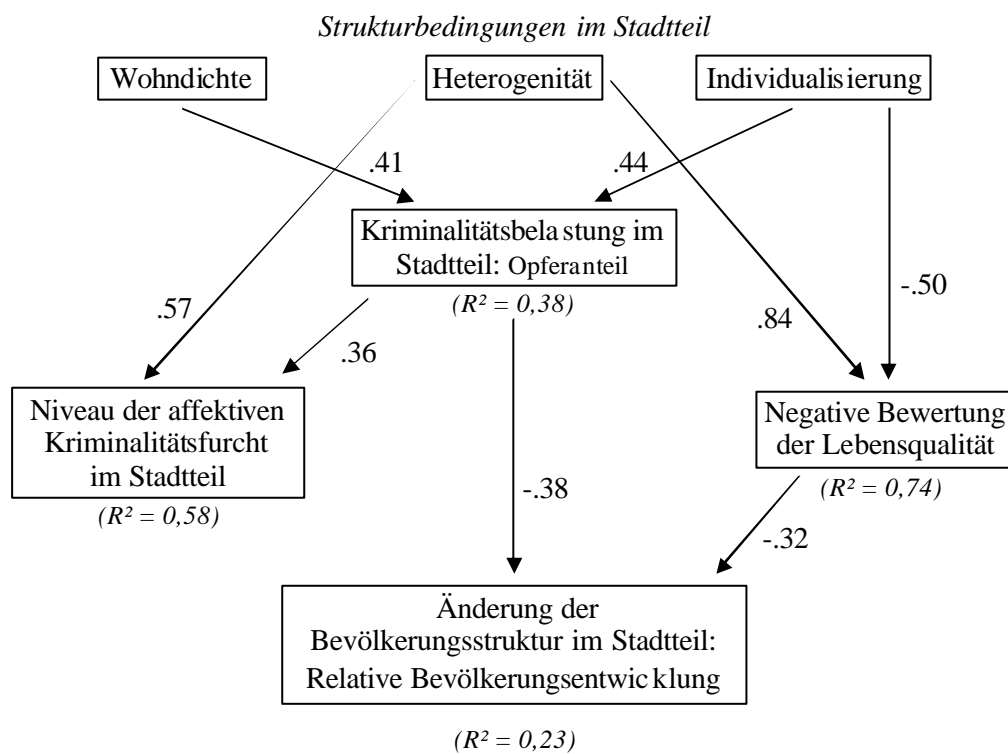 Strukturbedingungen im Stadtteil
Wohndichte
Heterogenität
Individualisierung
.41
.44
Kriminalitätsbelastung im
Stadtteil: Opferanteil
(R² = 0,38)
.57
.36
.84
-.50
Niveau der affektiven
Kriminalitätsfurcht
im Stadtteil
(R² = 0,58)
Negative Bewertung
der Lebensqualität
(R² = 0,74)
-.38
-.32
Änderung der
Bevölkerungsstruktur im Stadtteil:
Relative Bevölkerungsentwicklung
(R² = 0,23)